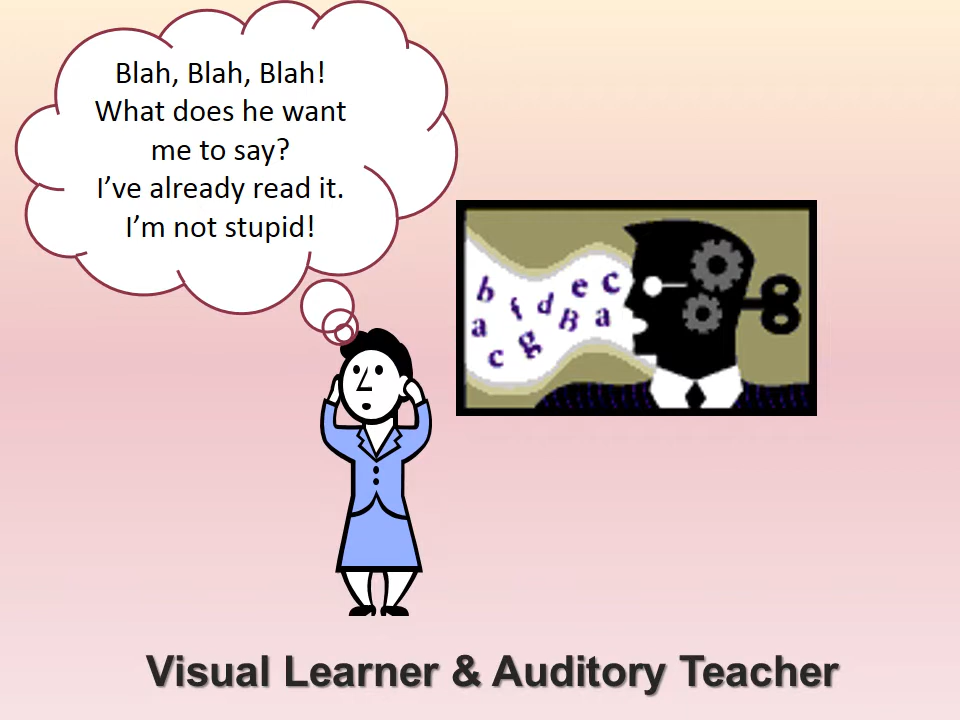 Blah, Blah, Blah!
What does he want
me to say?
I’ve already read it.
I’m not stupid!
b f d e c
a c g B a
Visual Learner & Auditory Teacher